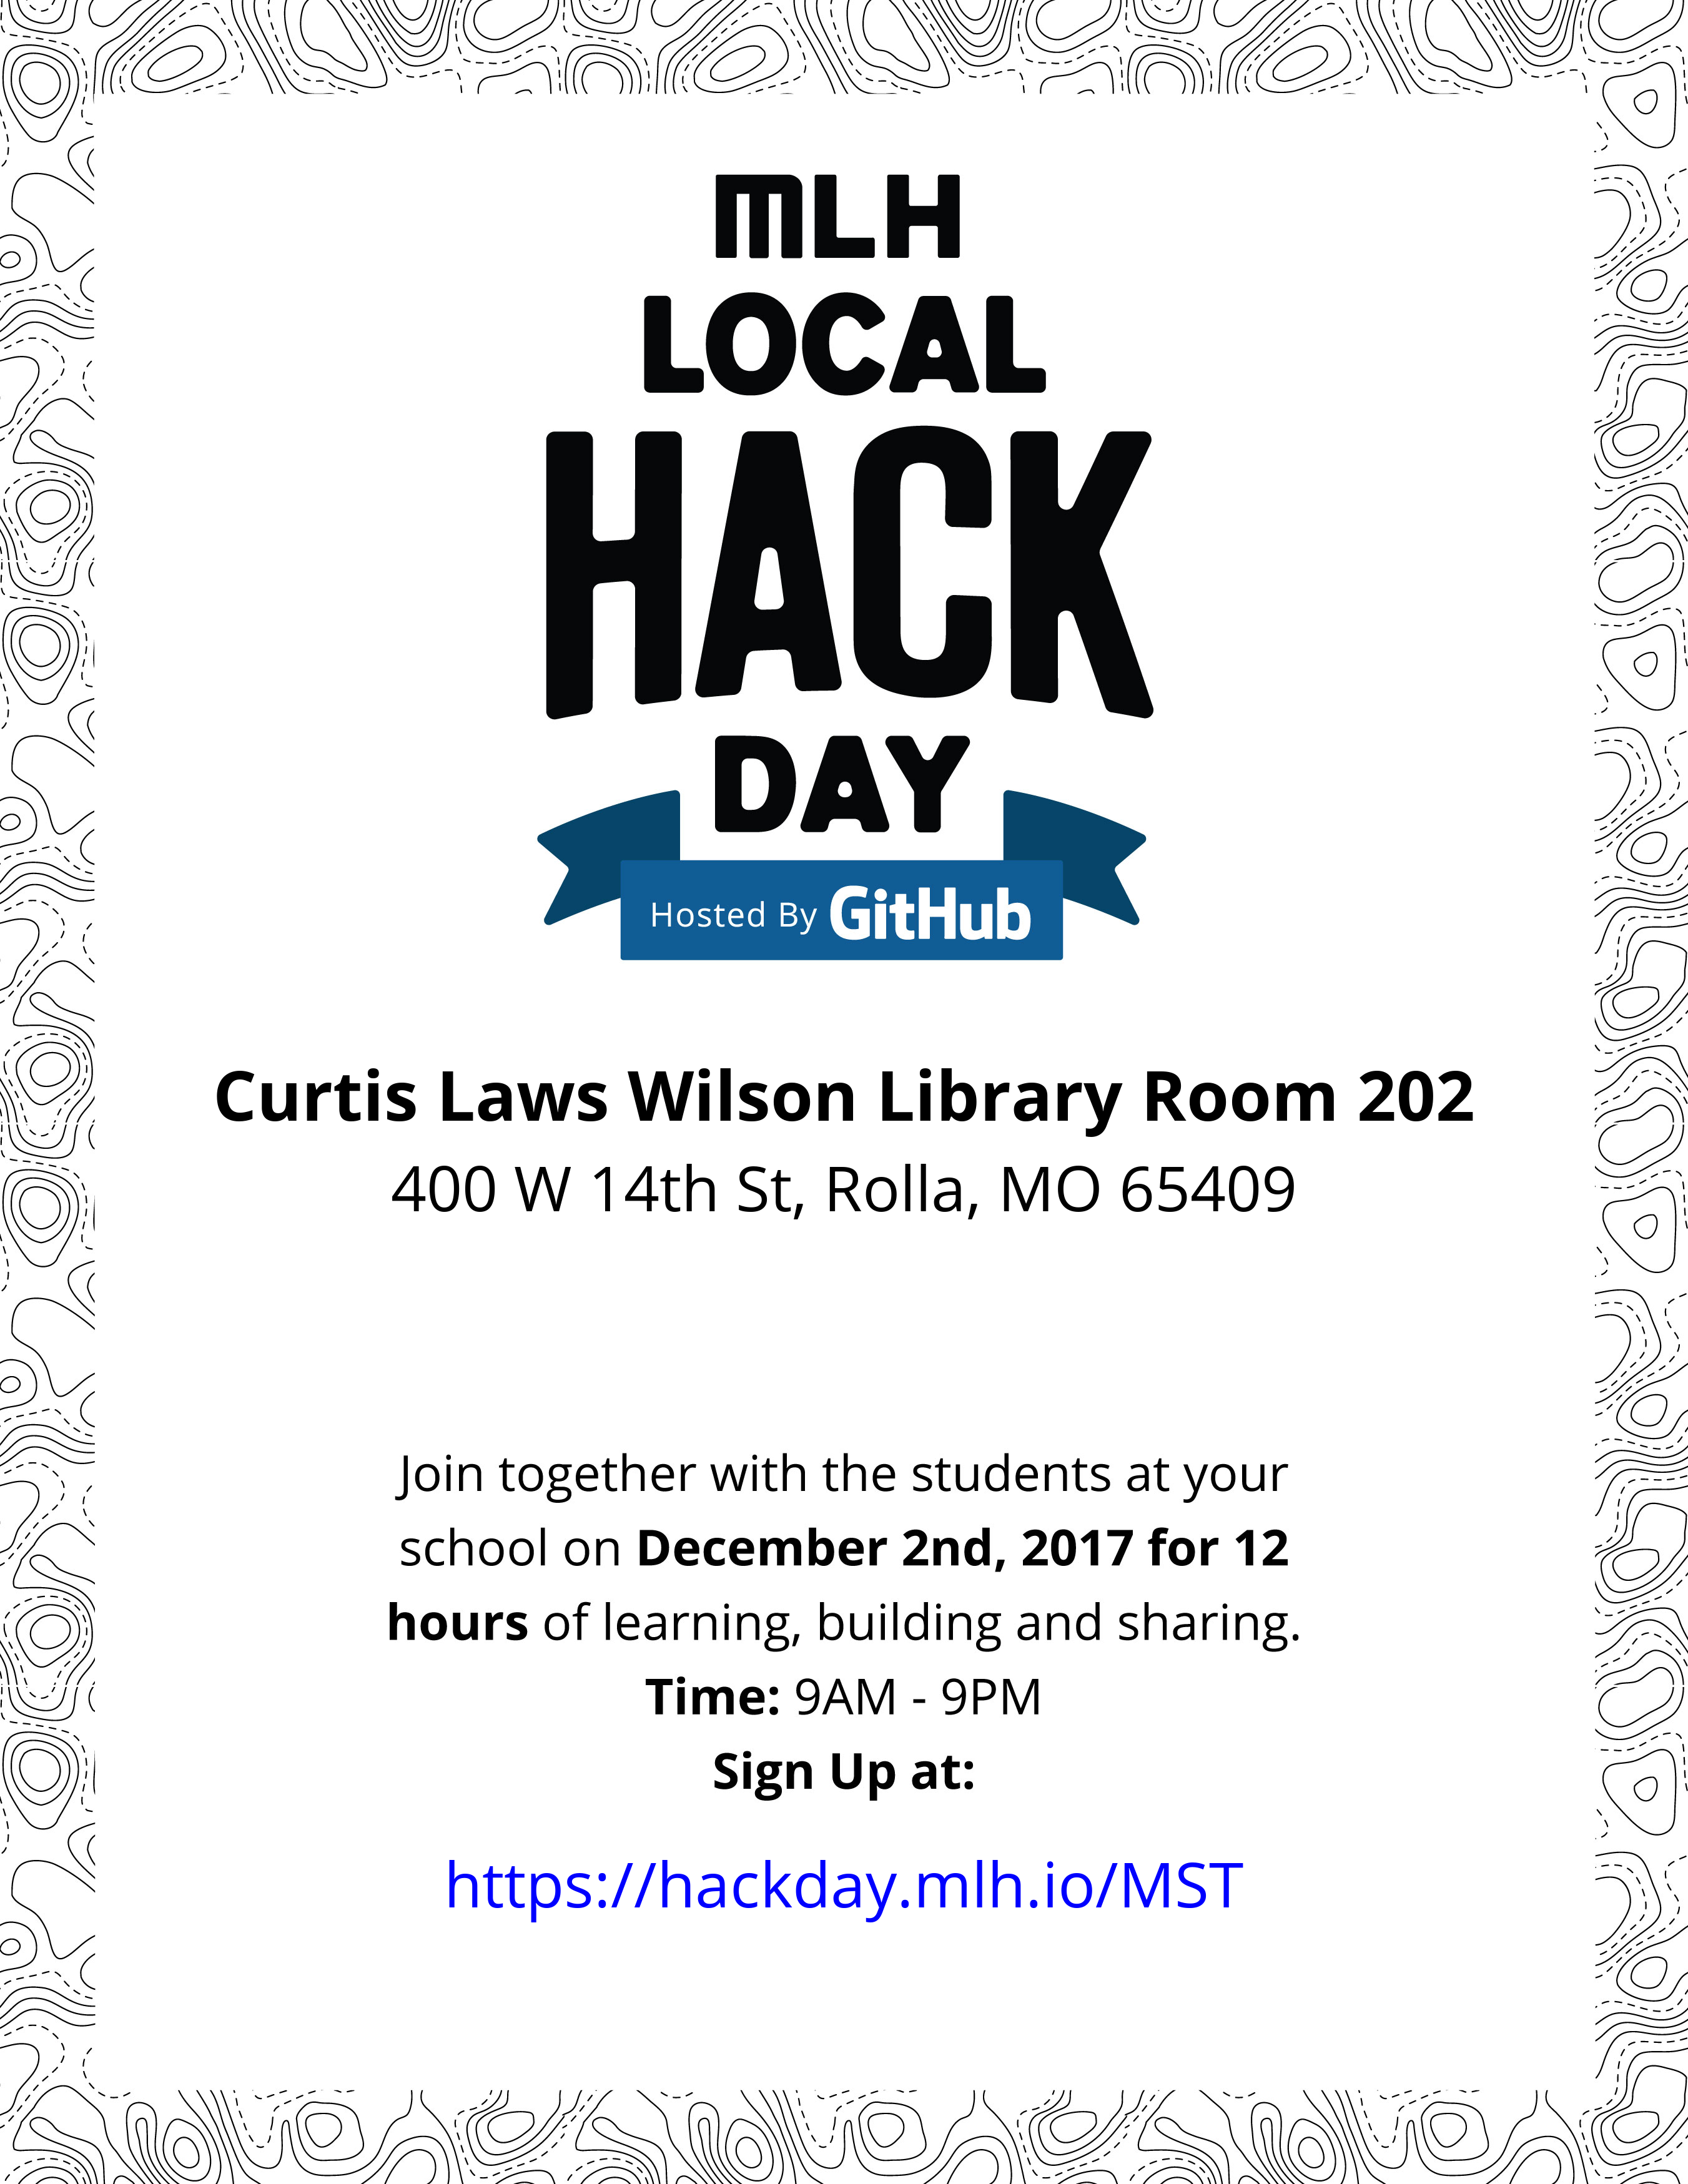 MLH
LOCAL
HACK
DAY
Hosted By GitHub
Curtis Laws Wilson Library Room 202
400 W 14th St, Rolla, MO 65409
Join together with the students at your
school on December 2nd, 2017 for 12
hours of learning, building and sharing.
Time: 9AM - 9PM
Sign Up at:
https://hackday.mlh.io/MST